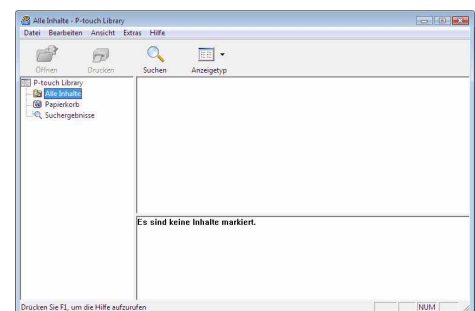 Alle Inhalte - P-touch Library
Datei Bearbeiten Ansicht Extras Hilfe
Öffnen Drucken Suchen Anzeigetyp
P-touch Library
Alle Inhalte
Papierkorb
Suchergebnisse
Es sind keine Inhalte markiert.
Drücken Sie F1, um die Hilfe aufzurufen NUM